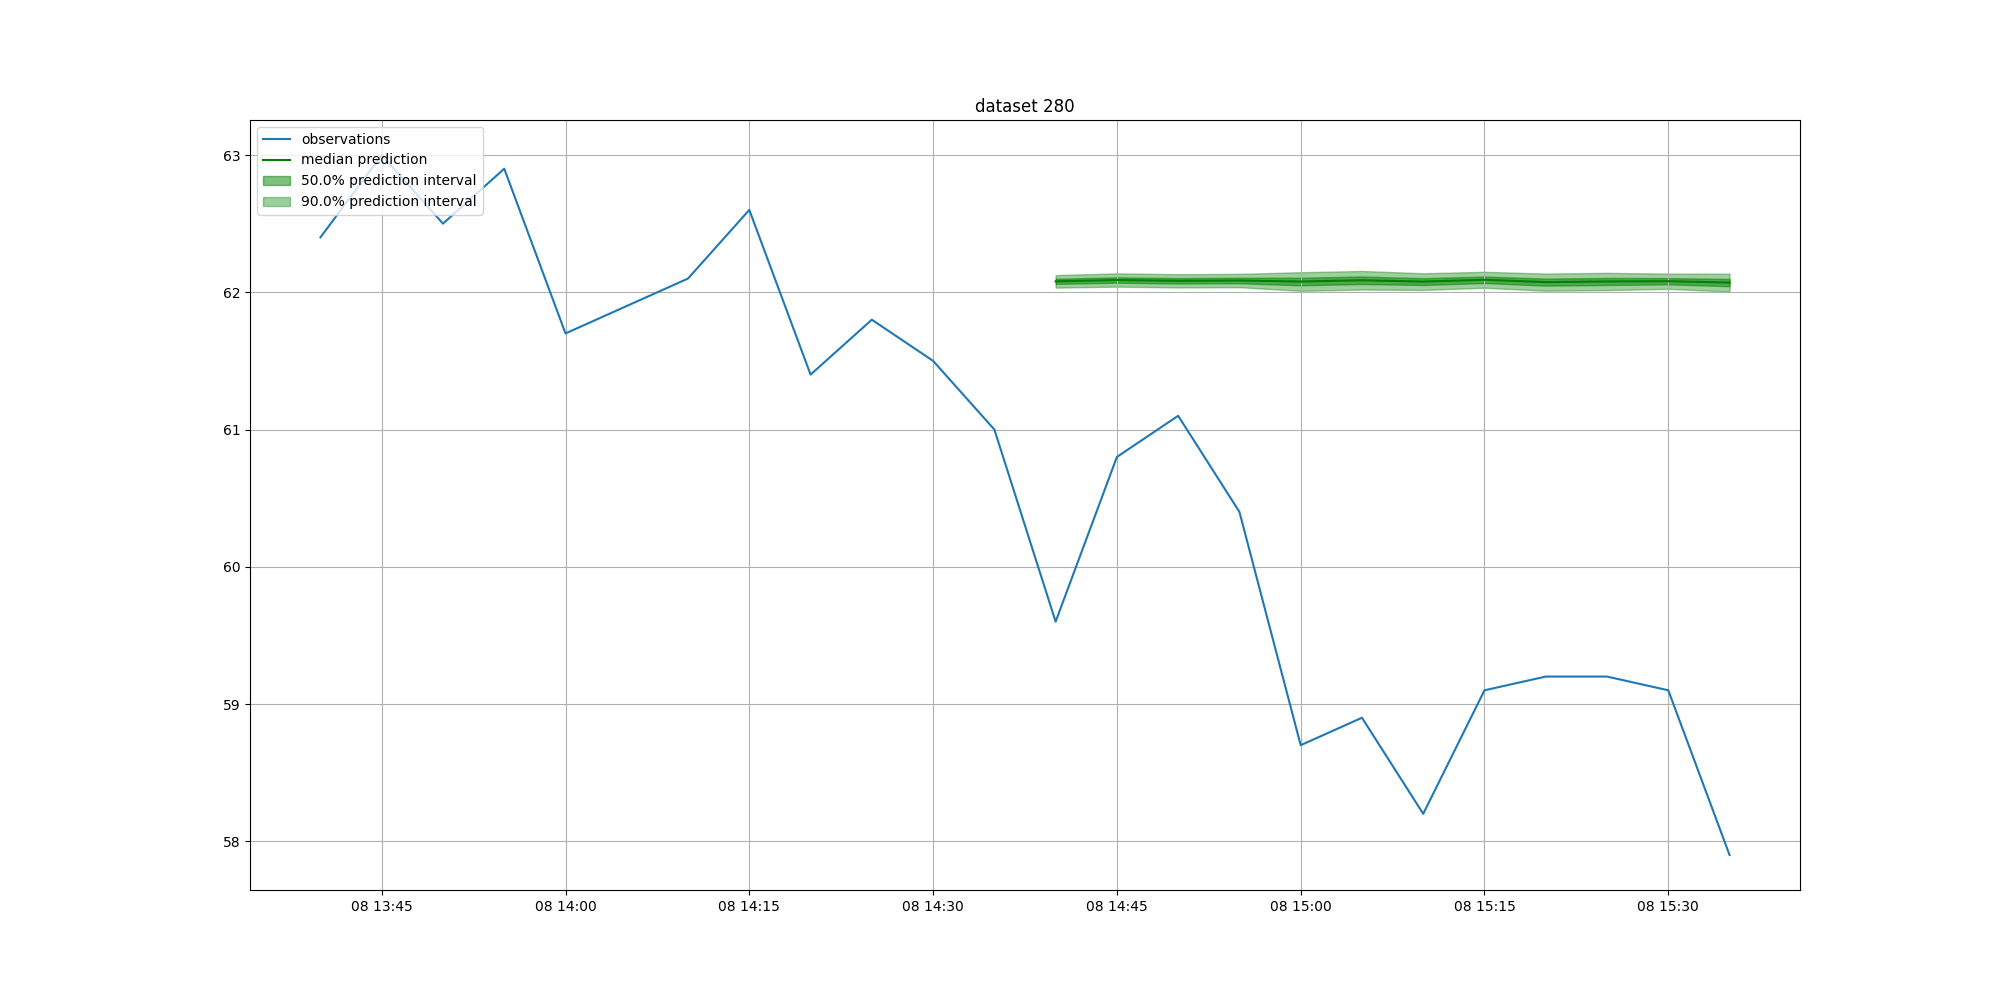 dataset 280
observations
median prediction
50.0% prediction interval
90.0% prediction interval
63
62
61
60
59
58
08 13:45
08 14:00
08 14:15
08 14:30
08 14:45
08 15:00
08 15:15
08 15:30